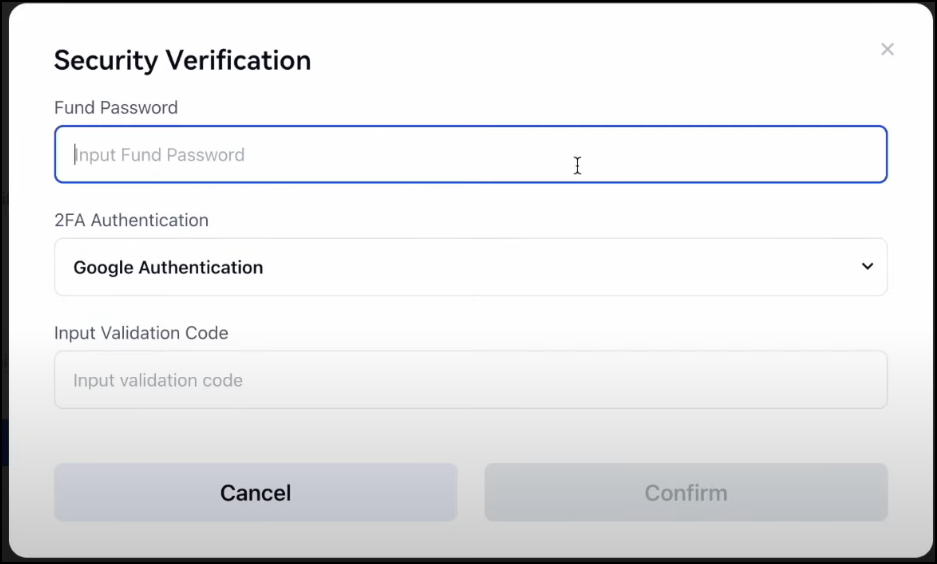 Security Verification
Fund Password
Input Fund Password
2FA Authentication
Google Authentication
Input Validation Code
Input validation code
Cancel
Confirm